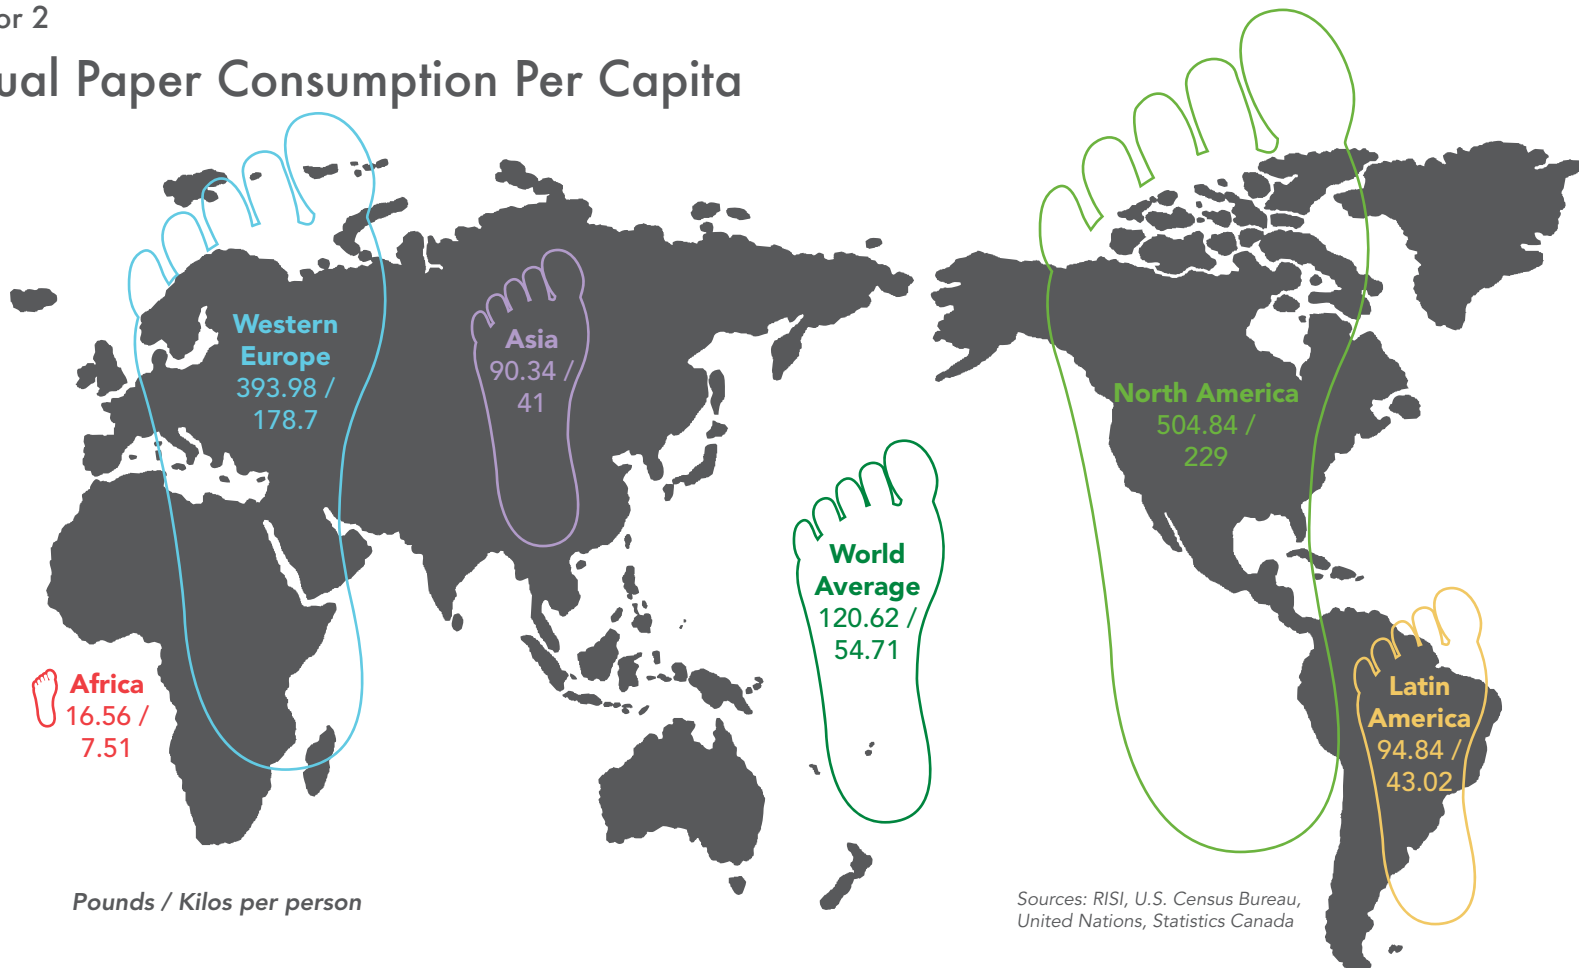 or 2
ual Paper Consumption Per Capita
Western
Europe
393.98 /
178.7
Asia
90.34 /
41
North America
504.84 /
229
World
Average
120.62 /
54.71
Africa
16.56 /
7.51
Latin
America
94.84 /
43.02
Pounds / Kilos per person
Sources: RISI, U.S. Census Bureau,
United Nations, Statistics Canada